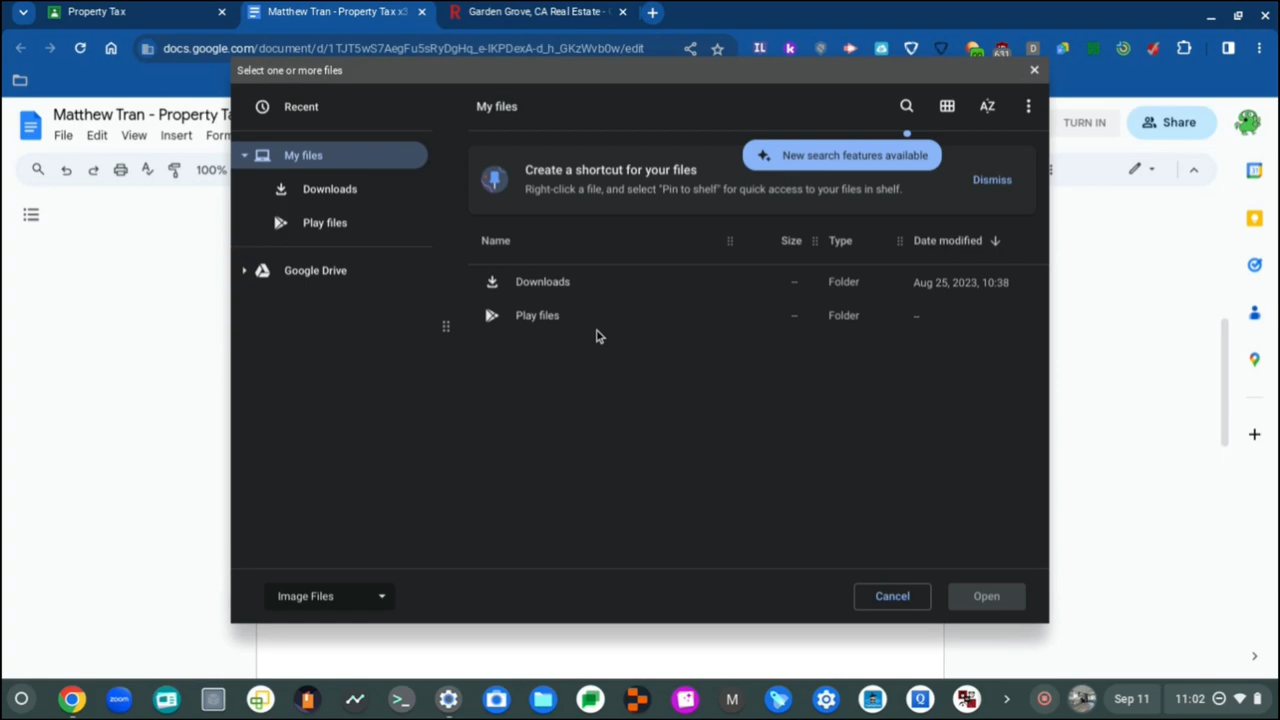 Property Tax
Matthew Tran - Property Tax x3
Garden Grove, CA Real Estate -
docs.google.com/document/d/1TJT5wS7AegFu5sRyDgHq_e-IKPDexA-d_h_GKzWvb0w/edit
Select one or more files
Matthew Tran - Property Ta
File Edit View Insert Form
100%
TURN IN
Share
Recent
My files
Downloads
Play files
Google Drive
My files
AZ
New search features available
Create a shortcut for your files
Right-click a file, and select "Pin to shelf" for quick access to your files in shelf.
Dismiss
Name Size Type Date modified
Downloads -- Folder Aug 25, 2023, 10:38
Play files -- Folder --
Image Files
Cancel
Open
zoom
M
Q
Sep 11
11:02